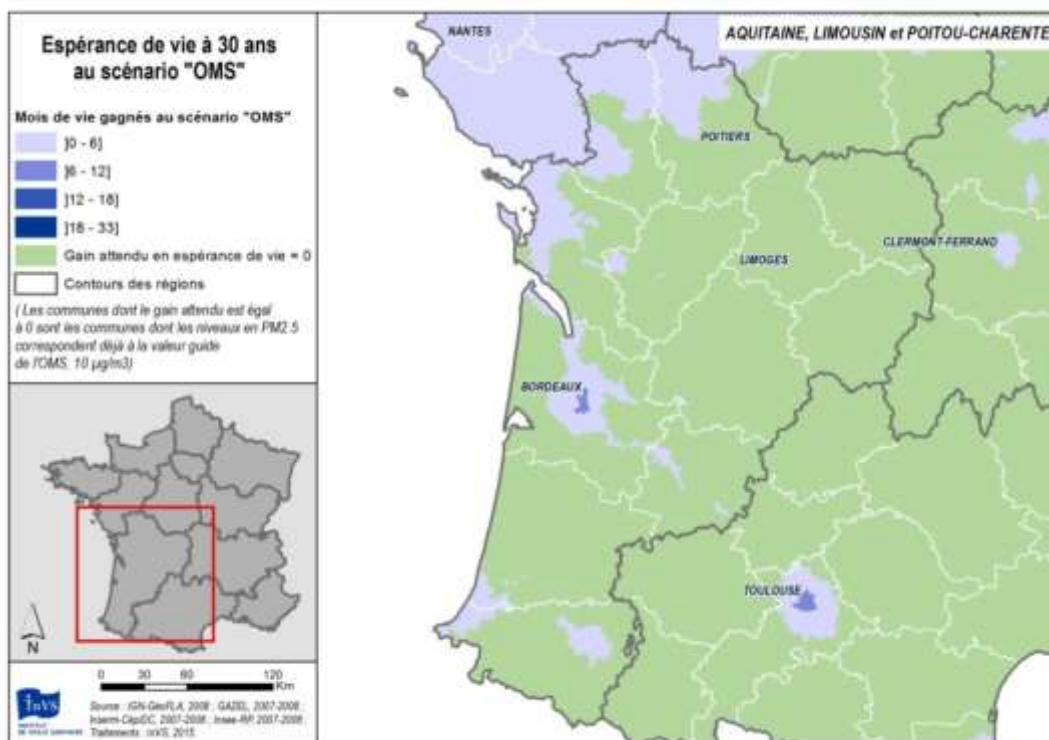 Espérance de vie à 30 ans
au scénario "OMS"
Mois de vie gagnés au scénario "OMS"
]0 - 6]
]6 - 12]
]12 - 18]
]18 - 33]
Gain attendu en espérance de vie = 0
Contours des régions
( Les communes dont le gain attendu est égal
à 0 sont les communes dont les niveaux en PM2.5
correspondent déjà à la valeur guide
de l'OMS, 10 µg/m3)
N
0 30 60 120
Km
InVS
INSTITUT
DE VEILLE SANITAIRE
Source : IGN-GéoFLA, 2008 ; GAZEL, 2007-2008 ;
Inserm-CépiDC, 2007-2008 ; Insee-RP, 2007-2008 ;
Traitements : InVS, 2015.
AQUITAINE, LIMOUSIN et POITOU-CHARENTE
NANTES
POITIERS
LIMOGES
CLERMONT-FERRAND
BORDEAUX
TOULOUSE